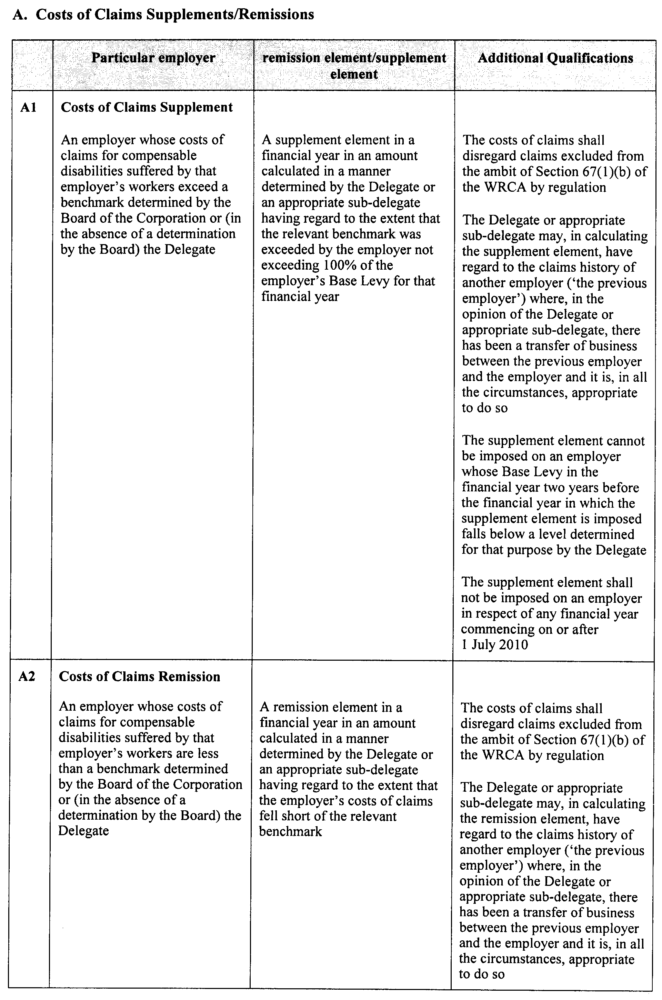 A. Costs of Claims Supplements/Remissions
Particular employer
remission element/supplement
element
Additional Qualifications
A1
Costs of Claims Supplement
An employer whose costs of
claims for compensable
disabilities suffered by that
employer's workers exceed a
benchmark determined by the
Board of the Corporation or (in
the absence of a determination
by the Board) the Delegate
A supplement element in a
financial year in an amount
calculated in a manner
determined by the Delegate or
an appropriate sub-delegate
having regard to the extent that
the relevant benchmark was
exceeded by the employer not
exceeding 100% of the
employer's Base Levy for that
financial year
The costs of claims shall
disregard claims excluded from
the ambit of Section 67(1)(b) of
the WRCA by regulation
The Delegate or appropriate
sub-delegate may, in calculating
the supplement element, have
regard to the claims history of
another employer ('the previous
employer') where, in the
opinion of the Delegate or
appropriate sub-delegate, there
has been a transfer of business
between the previous employer
and the employer and it is, in all
the circumstances, appropriate
to do so
The supplement element cannot
be imposed on an employer
whose Base Levy in the
financial year two years before
the financial year in which the
supplement element is imposed
falls below a level determined
for that purpose by the Delegate
The supplement element shall
not be imposed on an employer
in respect of any financial year
commencing on or after
1 July 2010
A2
Costs of Claims Remission
An employer whose costs of
claims for compensable
disabilities suffered by that
employer's workers are less
than a benchmark determined
by the Board of the Corporation
or (in the absence of a
determination by the Board) the
Delegate
A remission element in a
financial year in an amount
calculated in a manner
determined by the Delegate or
an appropriate sub-delegate
having regard to the extent that
the employer's costs of claims
fell short of the relevant
benchmark
The costs of claims shall
disregard claims excluded from
the ambit of Section 67(1)(b) of
the WRCA by regulation
The Delegate or appropriate
sub-delegate may, in calculating
the remission element, have
regard to the claims history of
another employer ('the previous
employer') where, in the
opinion of the Delegate or
appropriate sub-delegate, there
has been a transfer of business
between the previous employer
and the employer and it is, in all
the circumstances, appropriate
to do so